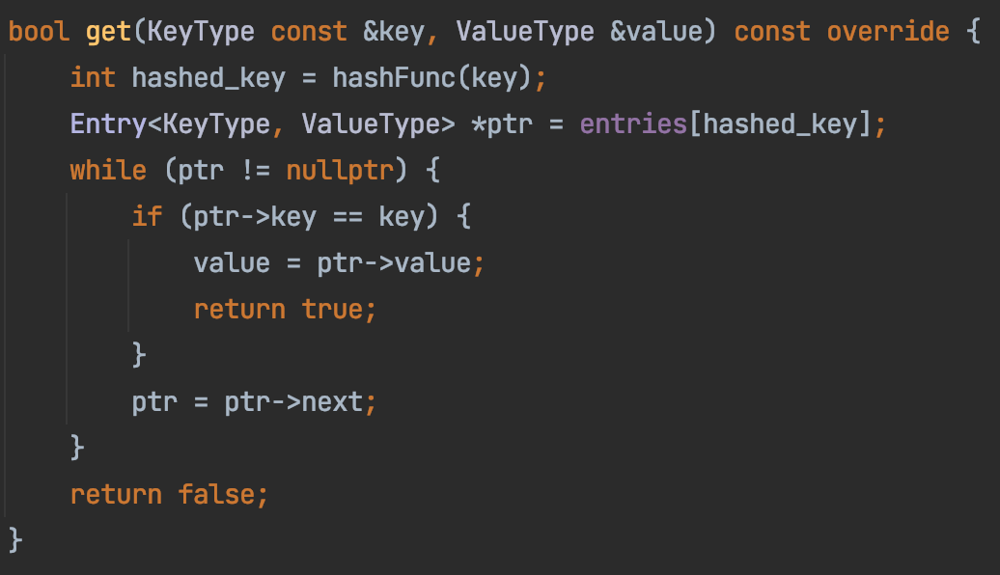 bool get(KeyType const &key, ValueType &value) const override {
    int hashed_key = hashFunc(key);
    Entry<KeyType, ValueType> *ptr = entries[hashed_key];
    while (ptr != nullptr) {
        if (ptr->key == key) {
            value = ptr->value;
            return true;
        }
        ptr = ptr->next;
    }
    return false;
}